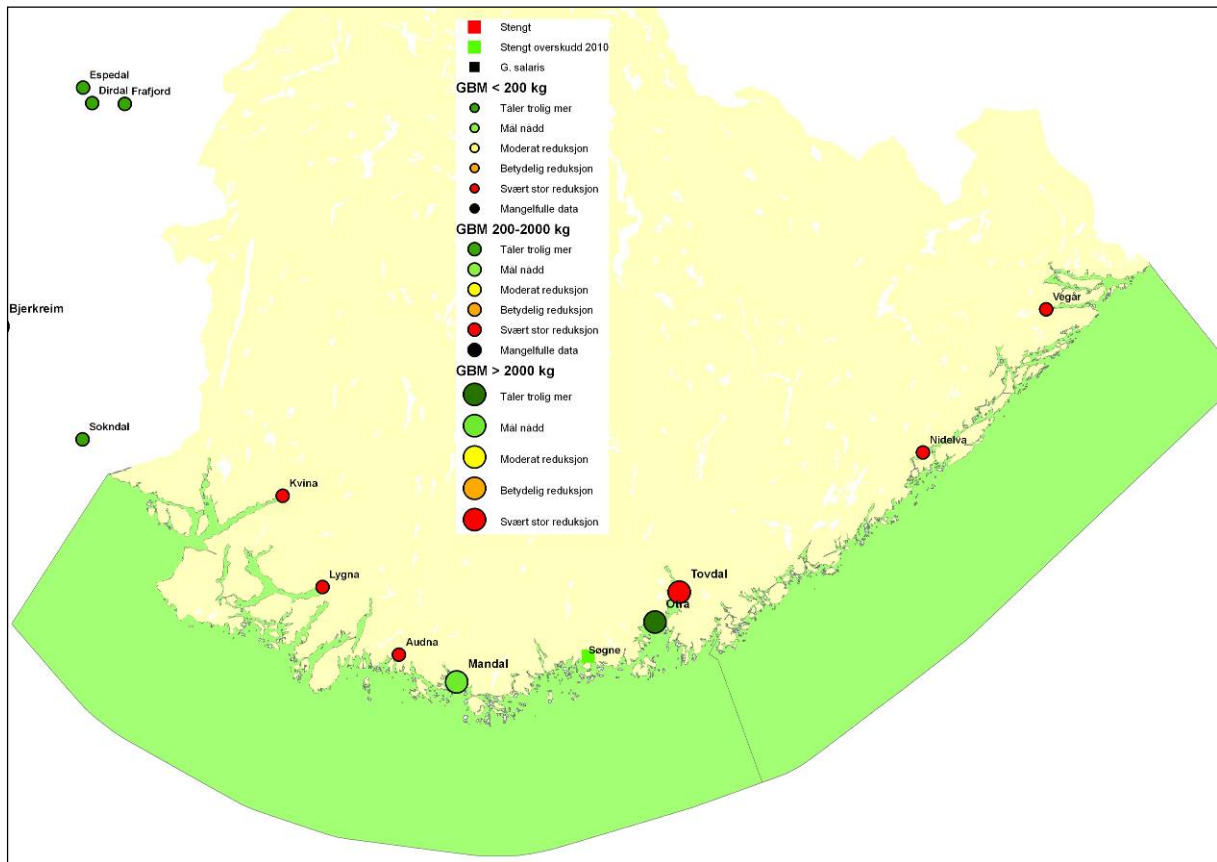 Stengt
Stengt overskudd 2010
G. salaris
GBM < 200 kg
Tåler trolig mer
Mål nådd
Moderat reduksjon
Betydelig reduksjon
Svært stor reduksjon
Mangelfulle data
GBM 200-2000 kg
Tåler trolig mer
Mål nådd
Moderat reduksjon
Betydelig reduksjon
Svært stor reduksjon
Mangelfulle data
GBM > 2000 kg
Tåler trolig mer
Mål nådd
Moderat reduksjon
Betydelig reduksjon
Svært stor reduksjon
Espedal
Dirdal Frafjord
Bjerkreim
Vegår
Sokndal
Nidelva
Kvina
Lygna
Tovdal
Otra
Audna
Søgne
Mandal